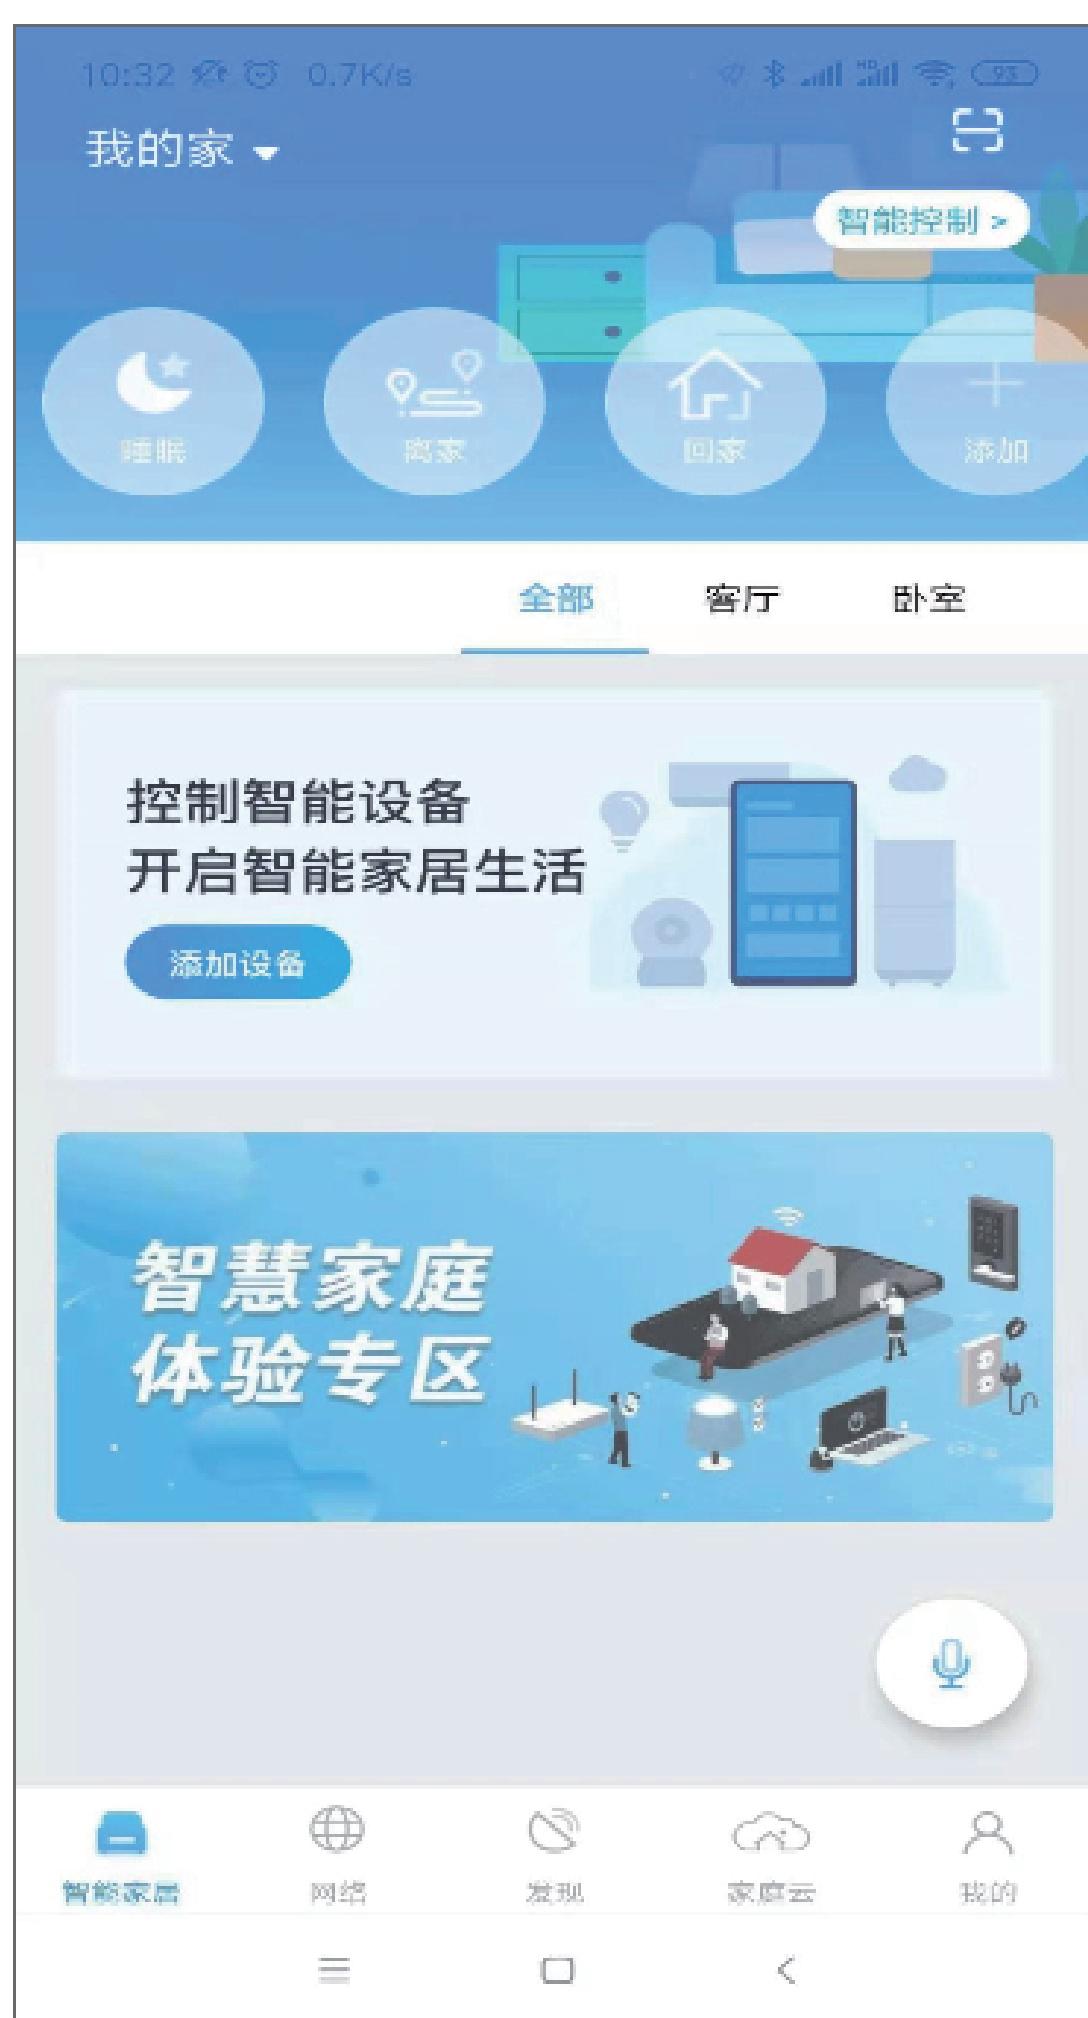 10:32 0.7K/s
HD
93
我的家
智能控制 >
睡眠 离家 回家 添加
全部 客厅 卧室
控制智能设备
开启智能家居生活
添加设备
智慧家庭
体验专区
智能家居 网络 发现 家庭云 我的